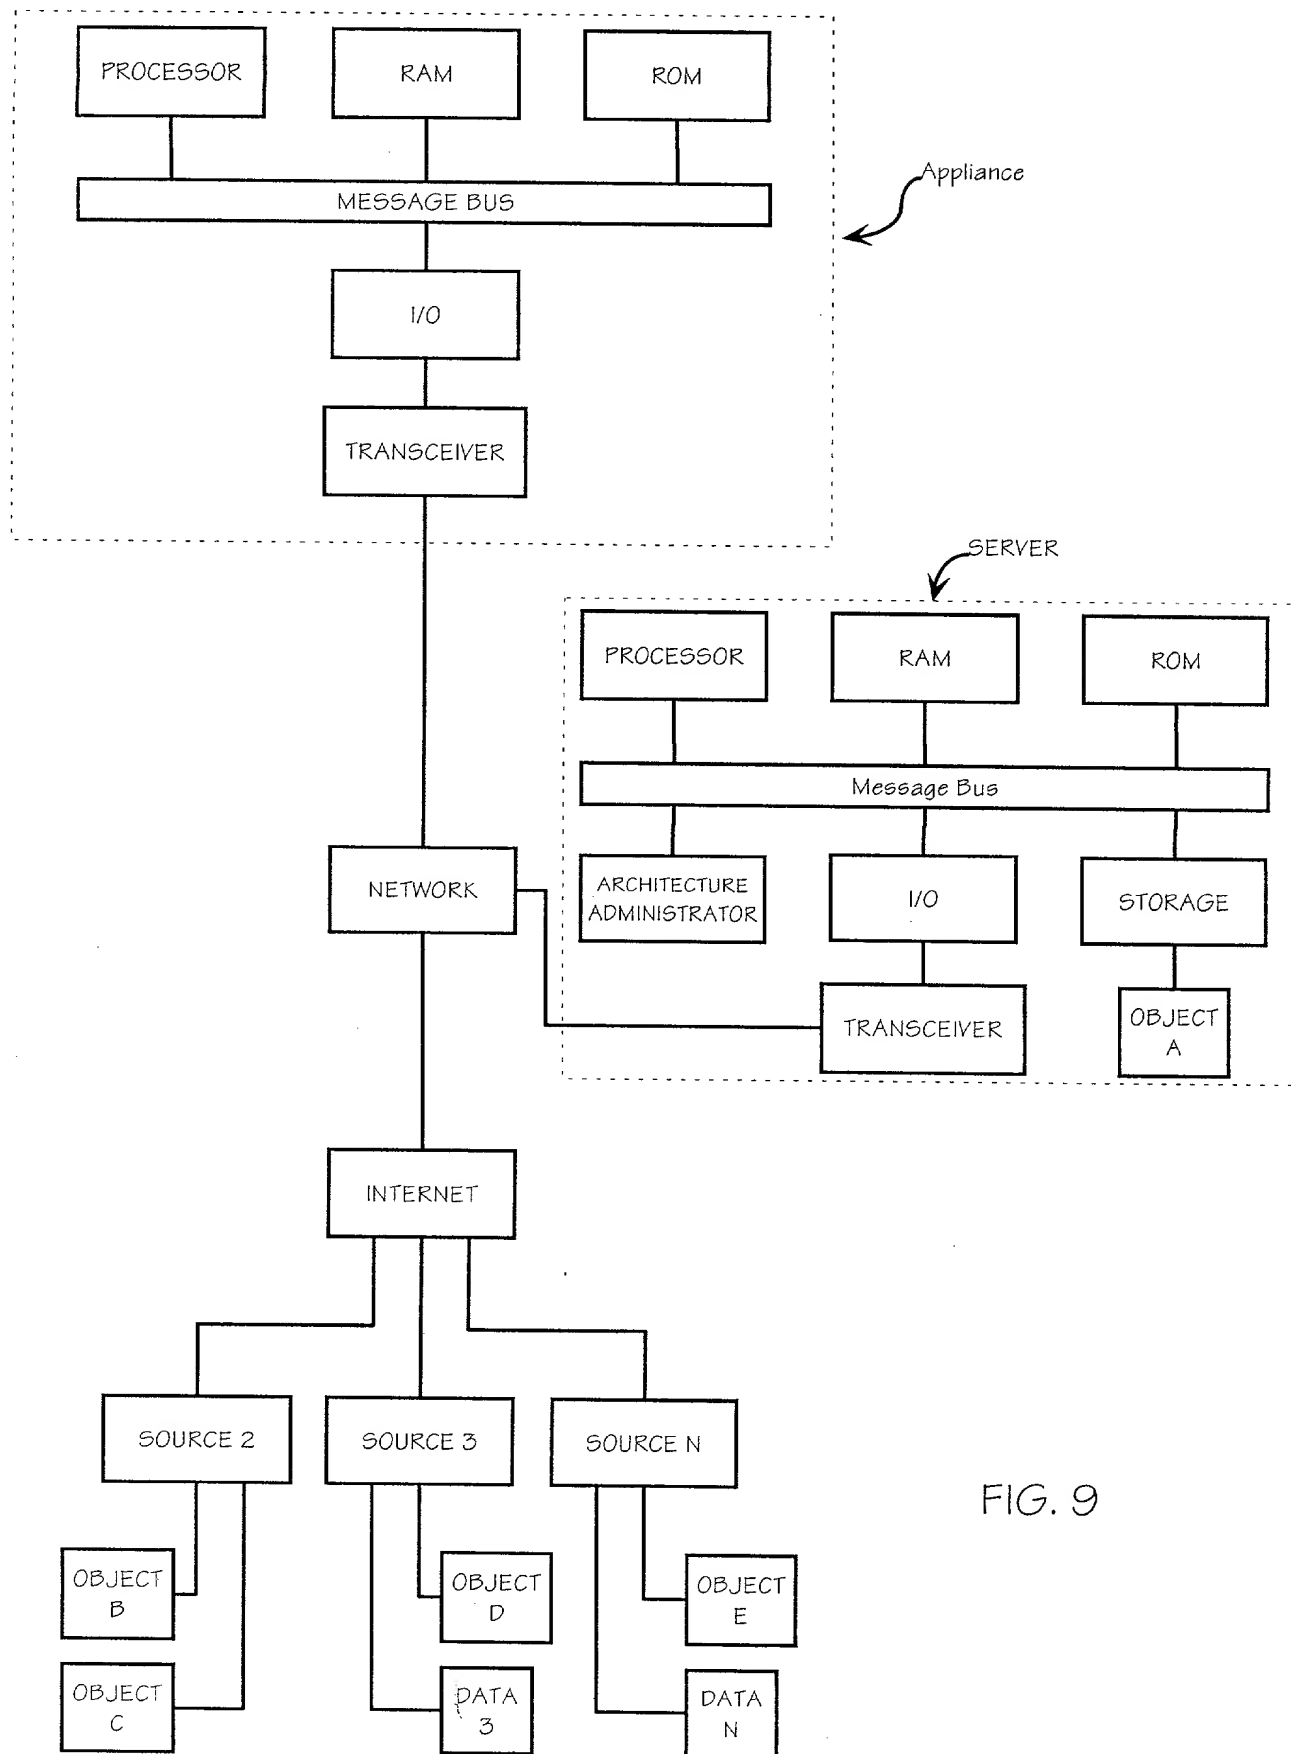 PROCESSOR
RAM
ROM
MESSAGE BUS
Appliance
I/O
TRANSCEIVER
SERVER
PROCESSOR
RAM
ROM
Message Bus
NETWORK
ARCHITECTURE
ADMINISTRATOR
I/O
STORAGE
TRANSCEIVER
OBJECT
A
INTERNET
SOURCE 2
SOURCE 3
SOURCE N
FIG. 9
OBJECT
B
OBJECT
D
OBJECT
E
OBJECT
C
DATA
3
DATA
N